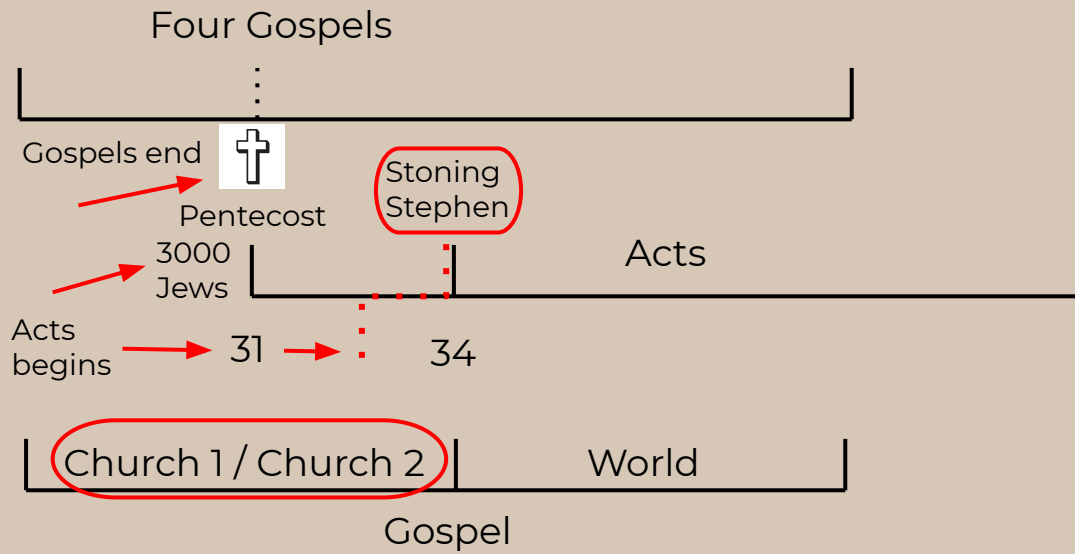 Four Gospels
Gospels end
Stoning
Stephen
Pentecost
3000
Jews
Acts
Acts
begins
31
34
Church 1 / Church 2
World
Gospel